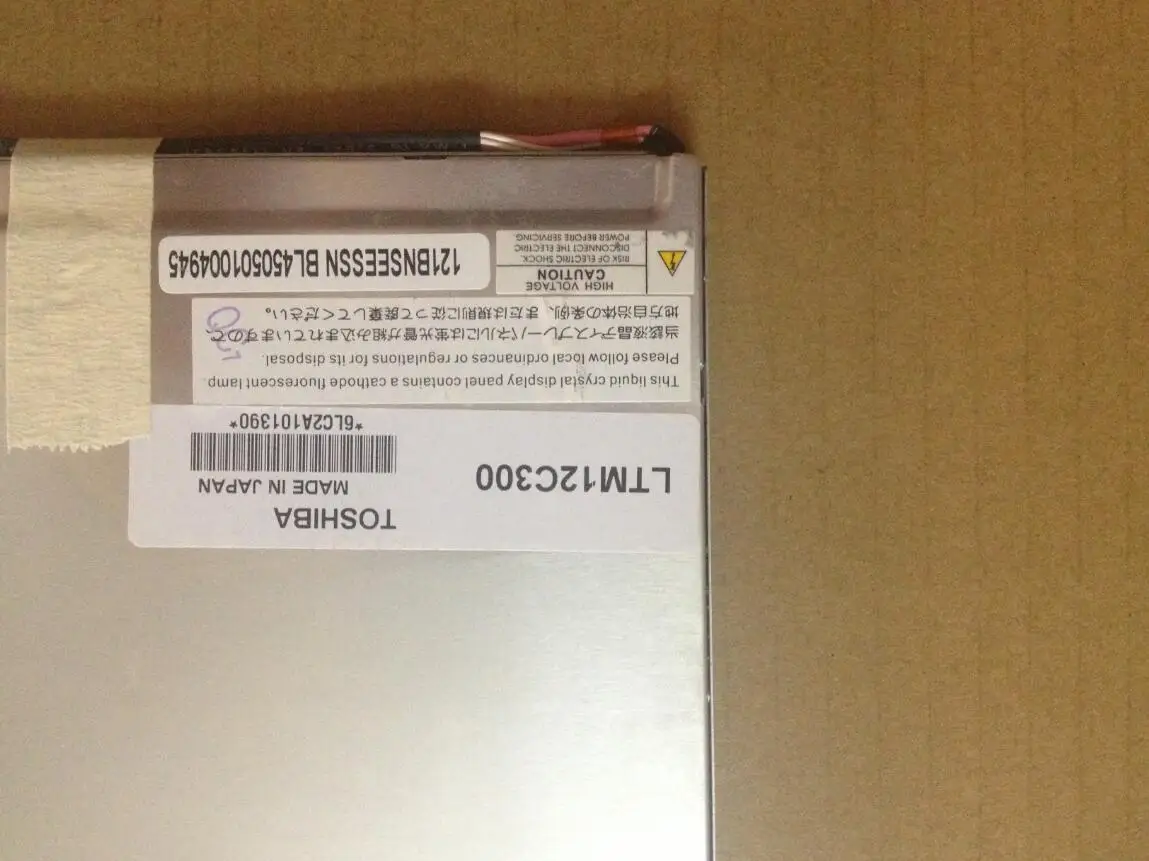 TOSHIBA
MADE IN JAPAN
LTM12C300
*6LC2A101390*
This liquid crystal display panel contains a cathode fluorescent lamp.
Please follow local ordinances or regulations for its disposal.
当該液晶ディスプレーパネルには蛍光管が組み込まれていますので、
地方自治体の条例、または規則に従って廃棄してください。
HIGH VOLTAGE
CAUTION
RISK OF ELECTRIC SHOCK.
DISCONNECT THE ELECTRIC
POWER BEFORE SERVICING.
121BNSEESSN BL450501004945